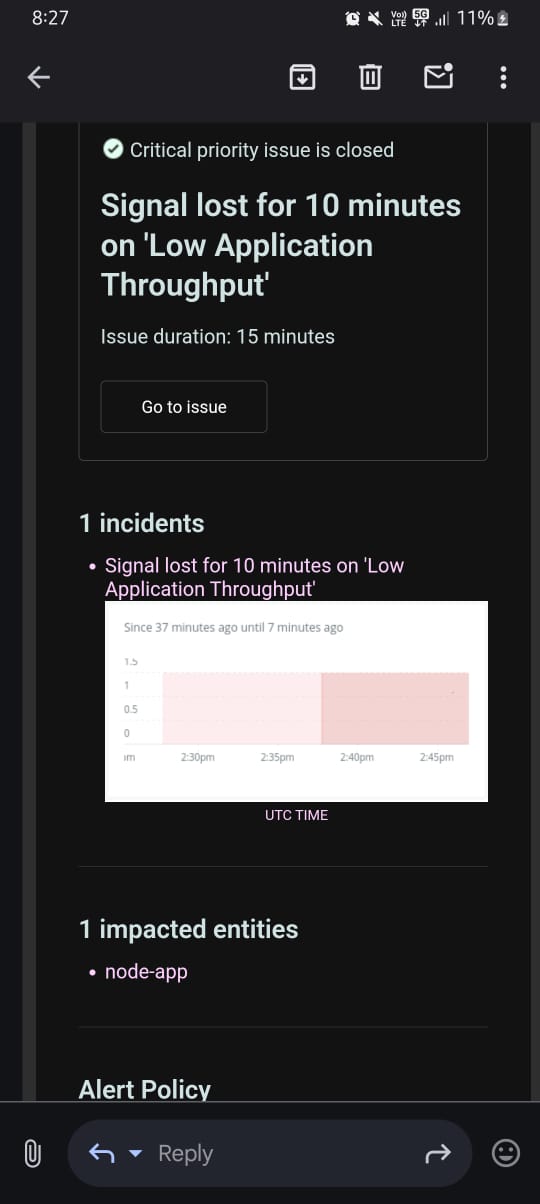 8:27
Vo)) LTE 5G 11%
Critical priority issue is closed
Signal lost for 10 minutes
on 'Low Application
Throughput'
Issue duration: 15 minutes
Go to issue
1 incidents
• Signal lost for 10 minutes on 'Low
Application Throughput'
Since 37 minutes ago until 7 minutes ago
1.5
1
0.5
0
am 2:30pm 2:35pm 2:40pm 2:45pm
UTC TIME
1 impacted entities
• node-app
Alert Policy
Reply